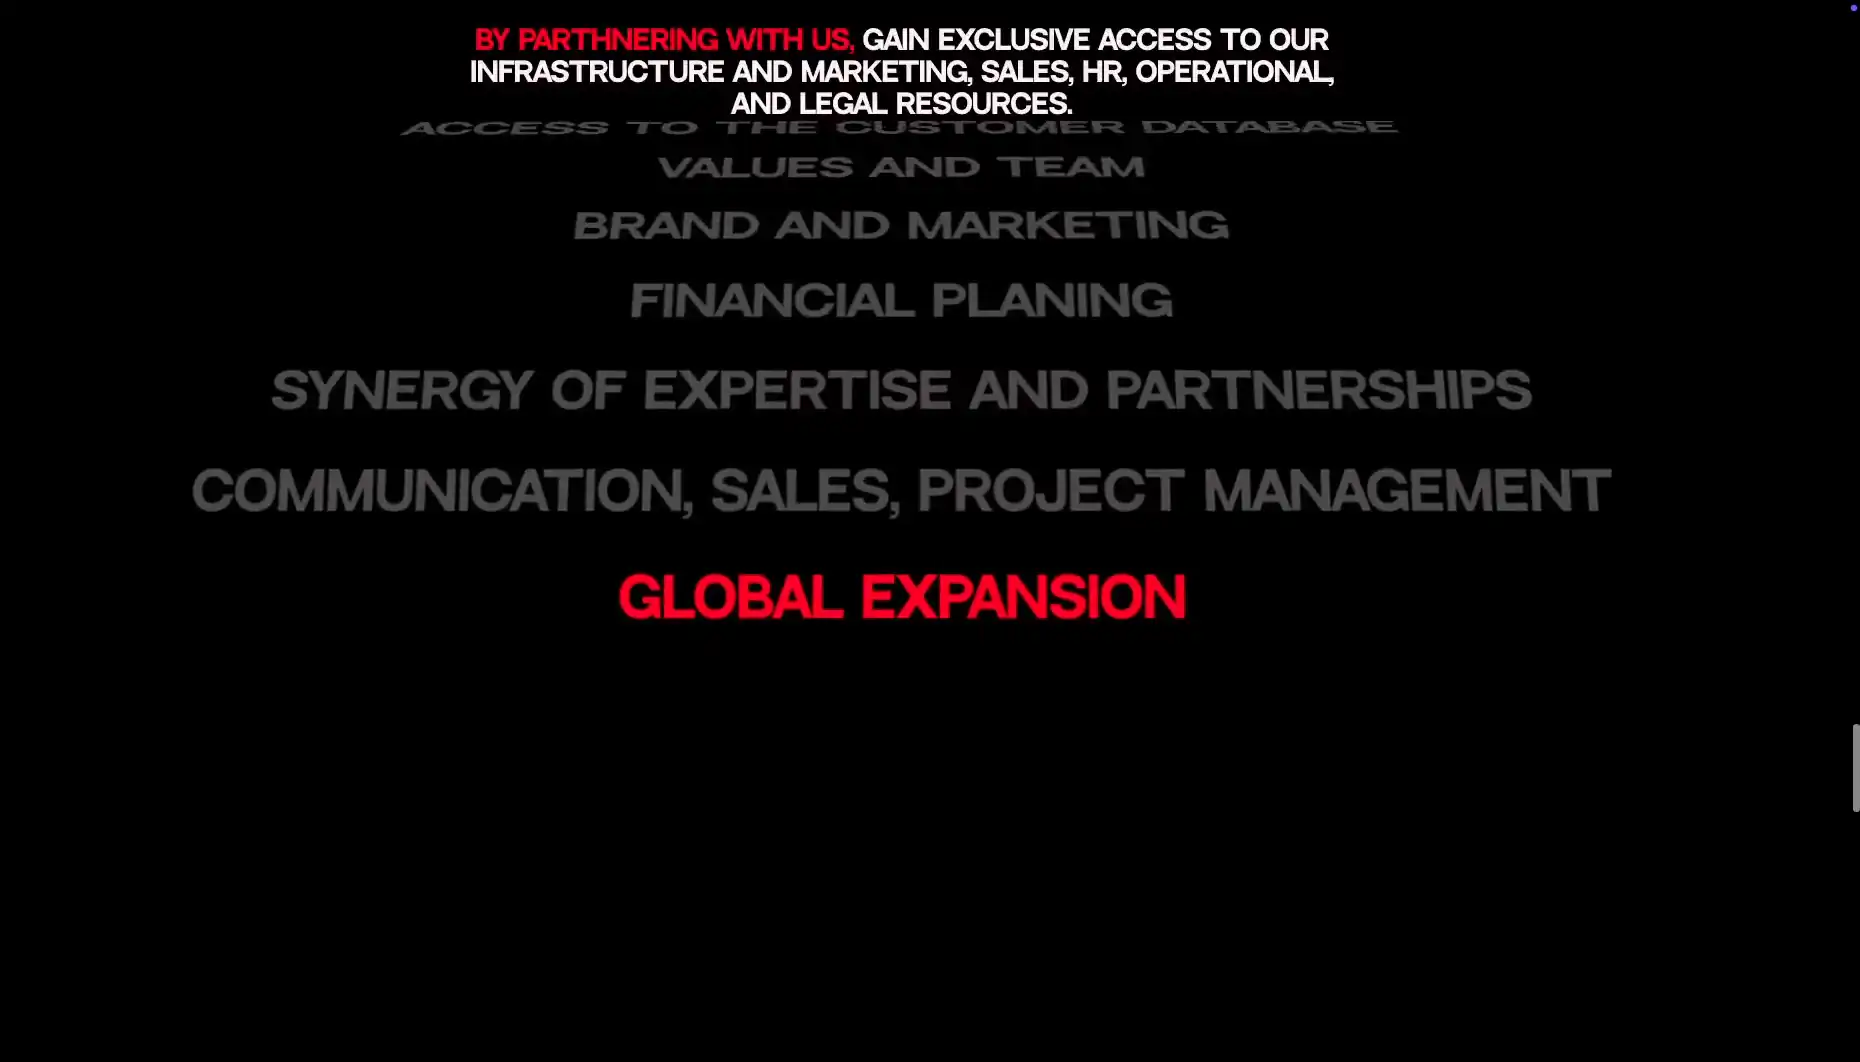 BY PARTHNERING WITH US, GAIN EXCLUSIVE ACCESS TO OUR
INFRASTRUCTURE AND MARKETING, SALES, HR, OPERATIONAL,
AND LEGAL RESOURCES.
ACCESS TO THE CUSTOMER DATABASE
VALUES AND TEAM
BRAND AND MARKETING
FINANCIAL PLANING
SYNERGY OF EXPERTISE AND PARTNERSHIPS
COMMUNICATION, SALES, PROJECT MANAGEMENT
GLOBAL EXPANSION